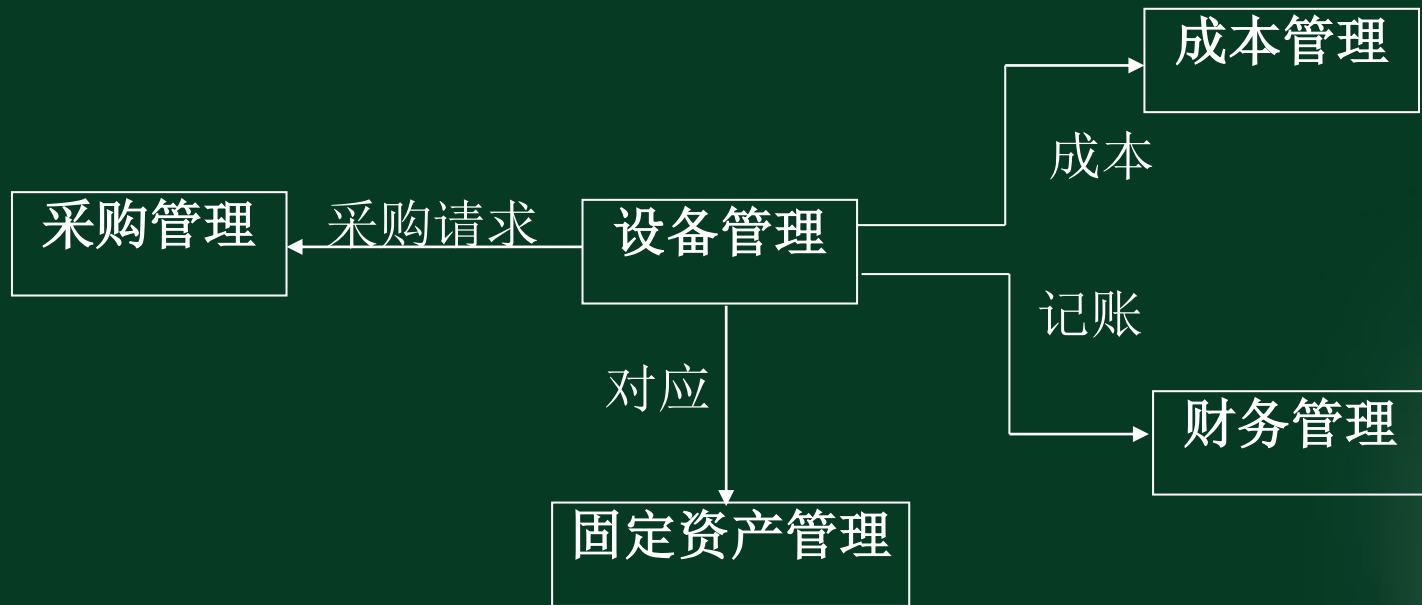 成本管理
成本
采购管理
采购请求
设备管理
记账
对应
财务管理
固定资产管理